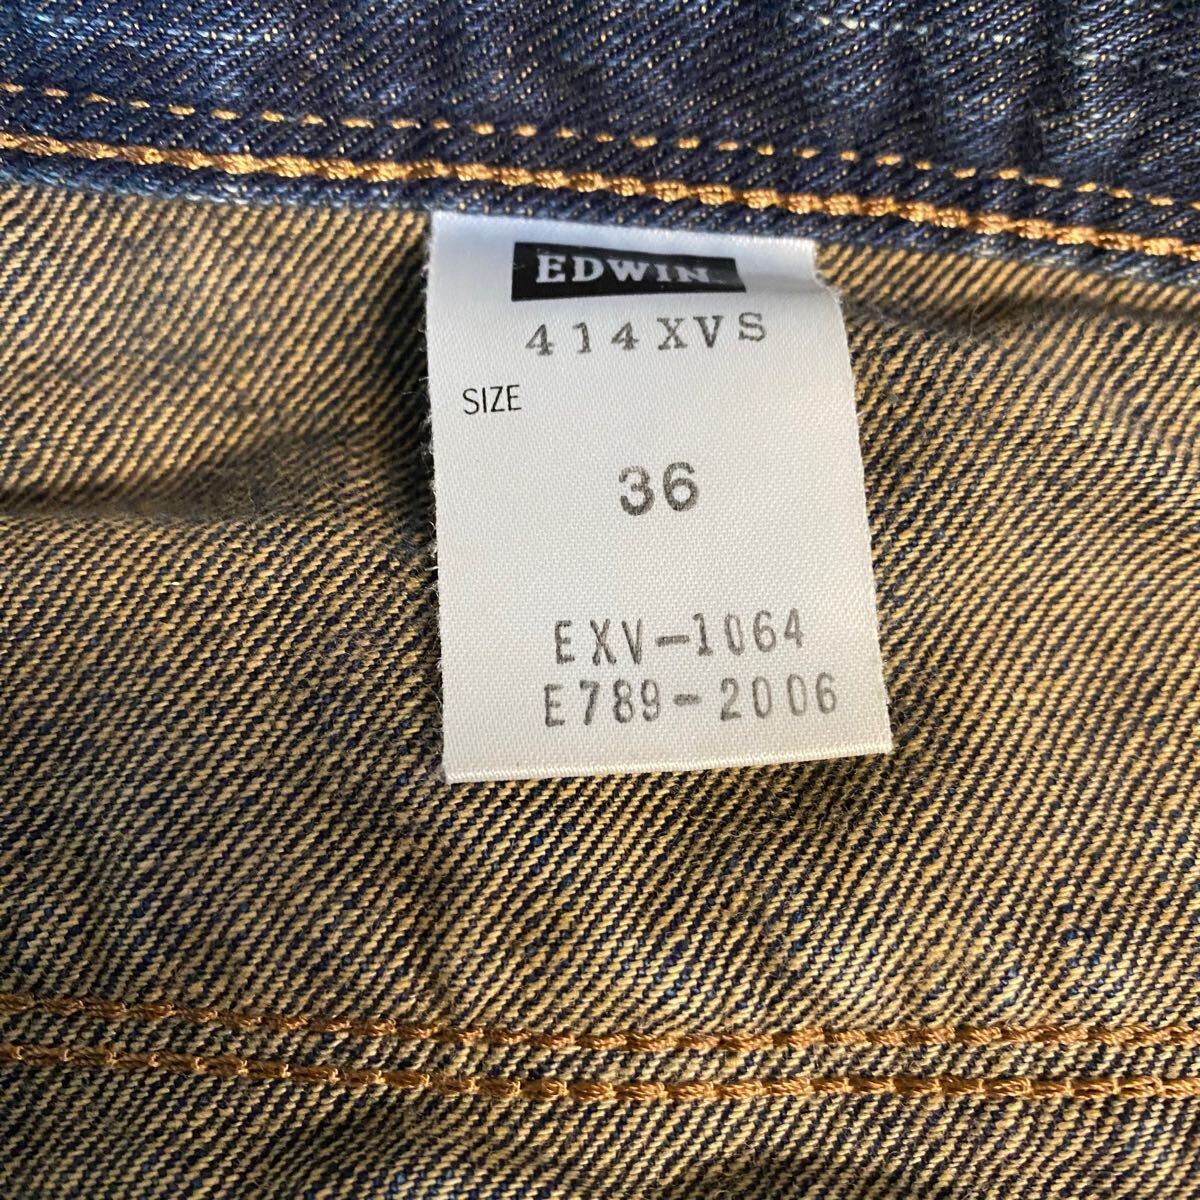 EDWIN
414XVS
SIZE
36
EXV-1064
E789-2006